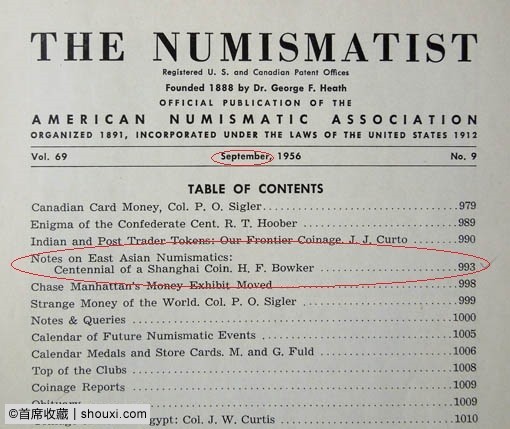 THE NUMISMATIST
Registered U. S. and Canadian Patent Offices
Founded 1888 by Dr. George F. Heath
OFFICIAL PUBLICATION OF THE
AMERICAN NUMISMATIC ASSOCIATION
ORGANIZED 1891, INCORPORATED UNDER THE LAWS OF THE UNITED STATES 1912
Vol. 69 September, 1956 No. 9
TABLE OF CONTENTS
Canadian Card Money, Col. P. O. Sigler 979
Enigma of the Confederate Cent. R. T. Hoober 989
Indian and Post Trader Tokens: Our Frontier Coinage. J. J. Curto 990
Notes on East Asian Numismatics:
Centennial of a Shanghai Coin. H. F. Bowker 993
Chase Manhattan's Money Exhibit Moved 998
Strange Money of the World. Col. P. O. Sigler 999
Notes & Queries 1000
Calendar of Future Numismatic Events 1005
Calendar Medals and Store Cards. M. and G. Fuld 1006
Top of the Clubs 1008
Coinage Reports 1009
Obituary 1009
Egypt: Col. J. W. Curtis 1010
©首席收藏 | shouxi.com